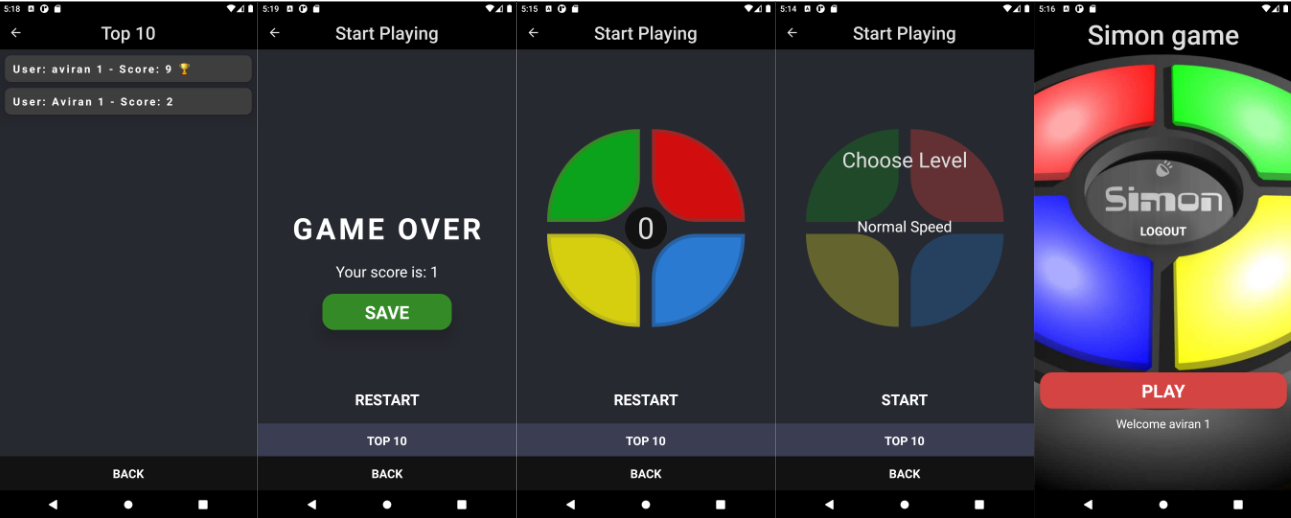 5:18
Top 10
User: aviran 1 - Score: 9 🏆
User: Aviran 1 - Score: 2
BACK
5:19
Start Playing
GAME OVER
Your score is: 1
SAVE
RESTART
TOP 10
BACK
5:15
Start Playing
0
RESTART
TOP 10
BACK
5:14
Start Playing
Choose Level
Normal Speed
START
TOP 10
BACK
5:16
Simon game
Simon
LOGOUT
PLAY
Welcome aviran 1